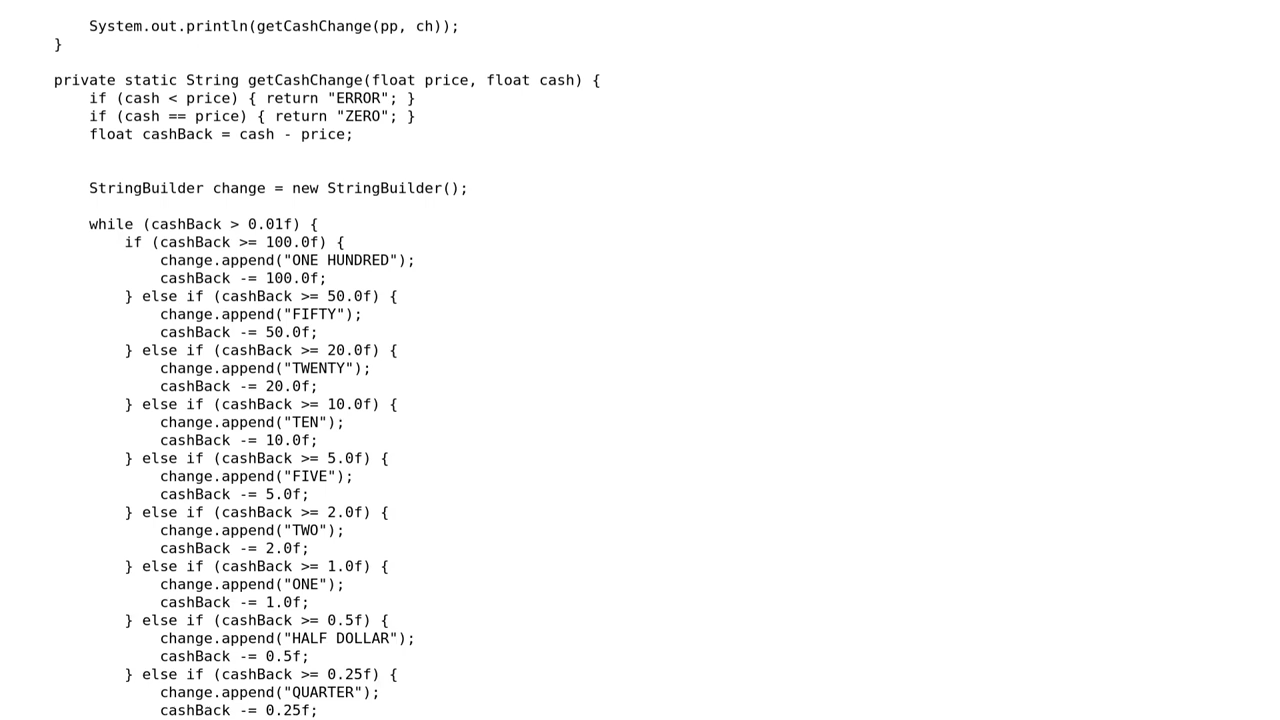 System.out.println(getCashChange(pp, ch));
    }

    private static String getCashChange(float price, float cash) {
        if (cash < price) { return "ERROR"; }
        if (cash == price) { return "ZERO"; }
        float cashBack = cash - price;


        StringBuilder change = new StringBuilder();

        while (cashBack > 0.01f) {
            if (cashBack >= 100.0f) {
                change.append("ONE HUNDRED");
                cashBack -= 100.0f;
            } else if (cashBack >= 50.0f) {
                change.append("FIFTY");
                cashBack -= 50.0f;
            } else if (cashBack >= 20.0f) {
                change.append("TWENTY");
                cashBack -= 20.0f;
            } else if (cashBack >= 10.0f) {
                change.append("TEN");
                cashBack -= 10.0f;
            } else if (cashBack >= 5.0f) {
                change.append("FIVE");
                cashBack -= 5.0f;
            } else if (cashBack >= 2.0f) {
                change.append("TWO");
                cashBack -= 2.0f;
            } else if (cashBack >= 1.0f) {
                change.append("ONE");
                cashBack -= 1.0f;
            } else if (cashBack >= 0.5f) {
                change.append("HALF DOLLAR");
                cashBack -= 0.5f;
            } else if (cashBack >= 0.25f) {
                change.append("QUARTER");
                cashBack -= 0.25f;